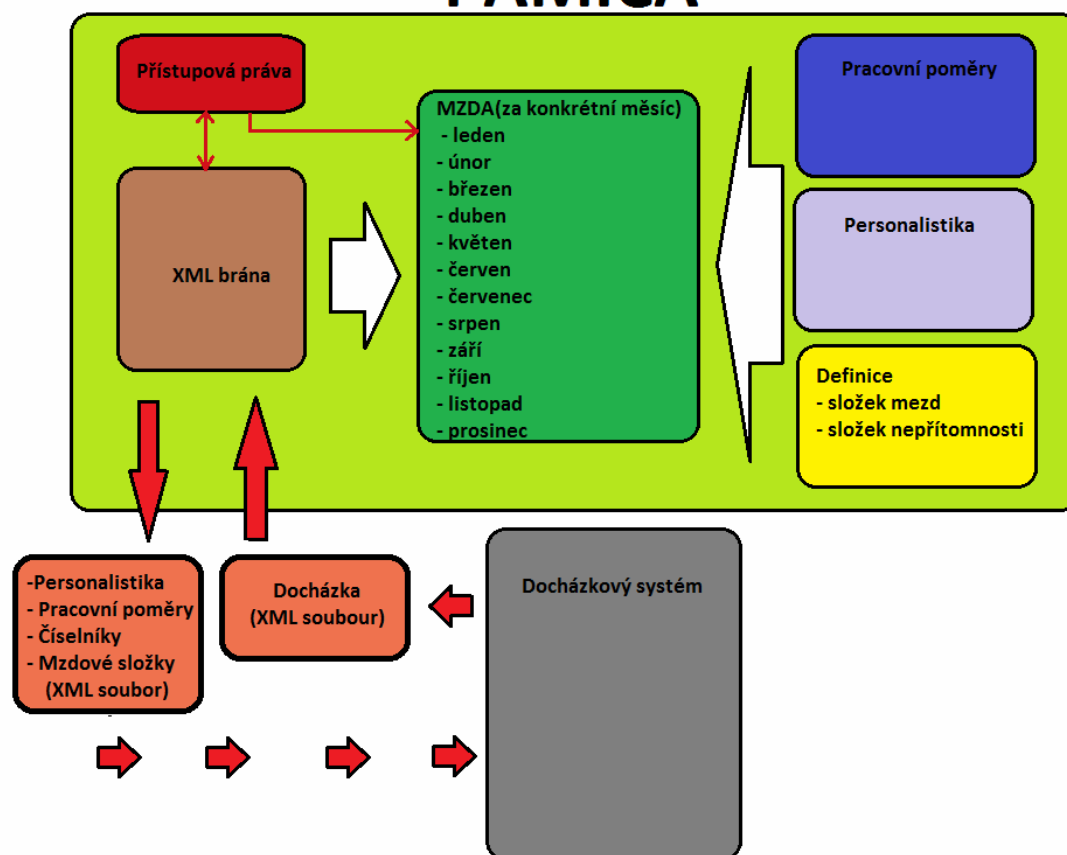 PAMICA
Přístupová práva
XML brána
MZDA(za konkrétní měsíc)
- leden
- únor
- březen
- duben
- květen
- červen
- červenec
- srpen
- září
- říjen
- listopad
- prosinec
Pracovní poměry
Personalistika
Definice
- složek mezd
- složek nepřítomnosti
-Personalistika
- Pracovní poměry
- Číselníky
- Mzdové složky
(XML soubor)
Docházka
(XML soubour)
Docházkový systém